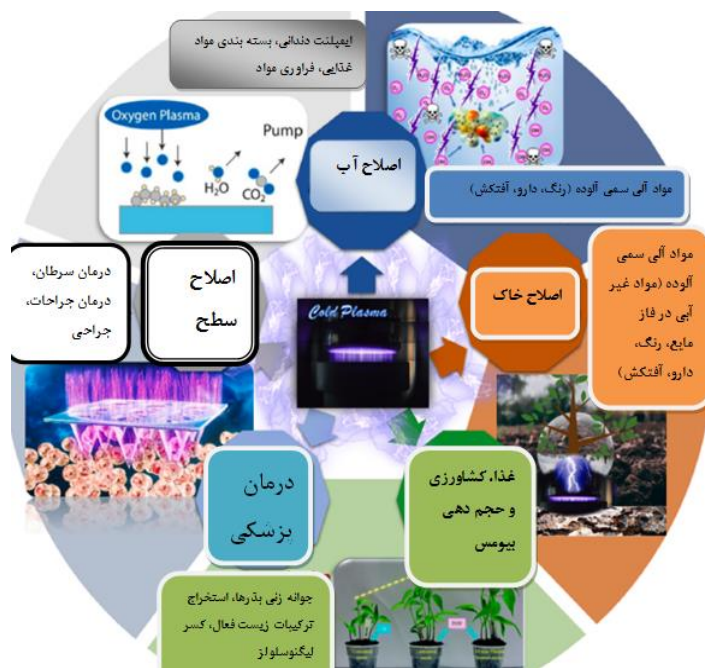 ایمپلنت دندانی، بسته بندی مواد
غذایی، فراوری مواد
Oxygen Plasma
Pump
H₂O
CO₂
اصلاح آب
مواد آلی سمی آلوده (رنگ، دارو، آفتکش)
درمان سرطان،
درمان جراحات،
جراحی
اصلاح
سطح
Cold Plasma
اصلاح خاک
مواد آلی سمی
آلوده (مواد غیر
آبی در فاز
مایع، رنگ،
دارو، آفتکش)
درمان
پزشکی
غذا، کشاورزی
و حجم دهی
بیومس
جوانه زنی بذرها، استخراج
ترکیبات زیست فعال، کسر
لیگنوسلولز